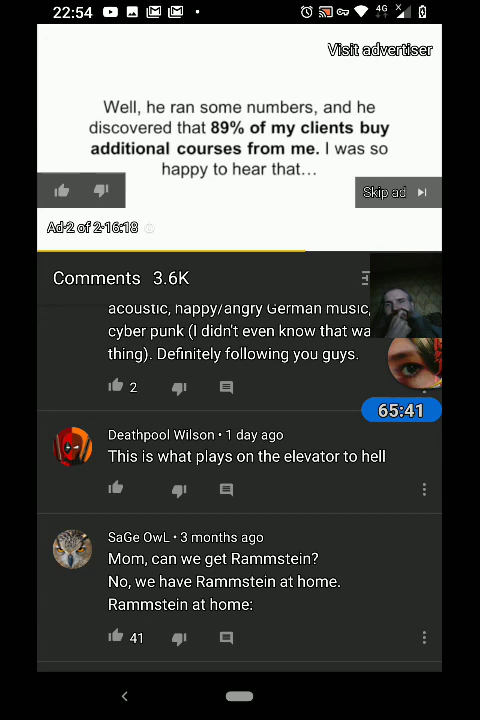 22:54
4G
Visit advertiser
Well, he ran some numbers, and he
discovered that 89% of my clients buy
additional courses from me. I was so
happy to hear that...
Skip ad
Ad·2 of 2·16:18
Comments 3.6K
acoustic, happy/angry German music,
cyber punk (I didn't even know that wa
thing). Definitely following you guys.
2
65:41
Deathpool Wilson • 1 day ago
This is what plays on the elevator to hell
SaGe OwL • 3 months ago
Mom, can we get Rammstein?
No, we have Rammstein at home.
Rammstein at home:
41